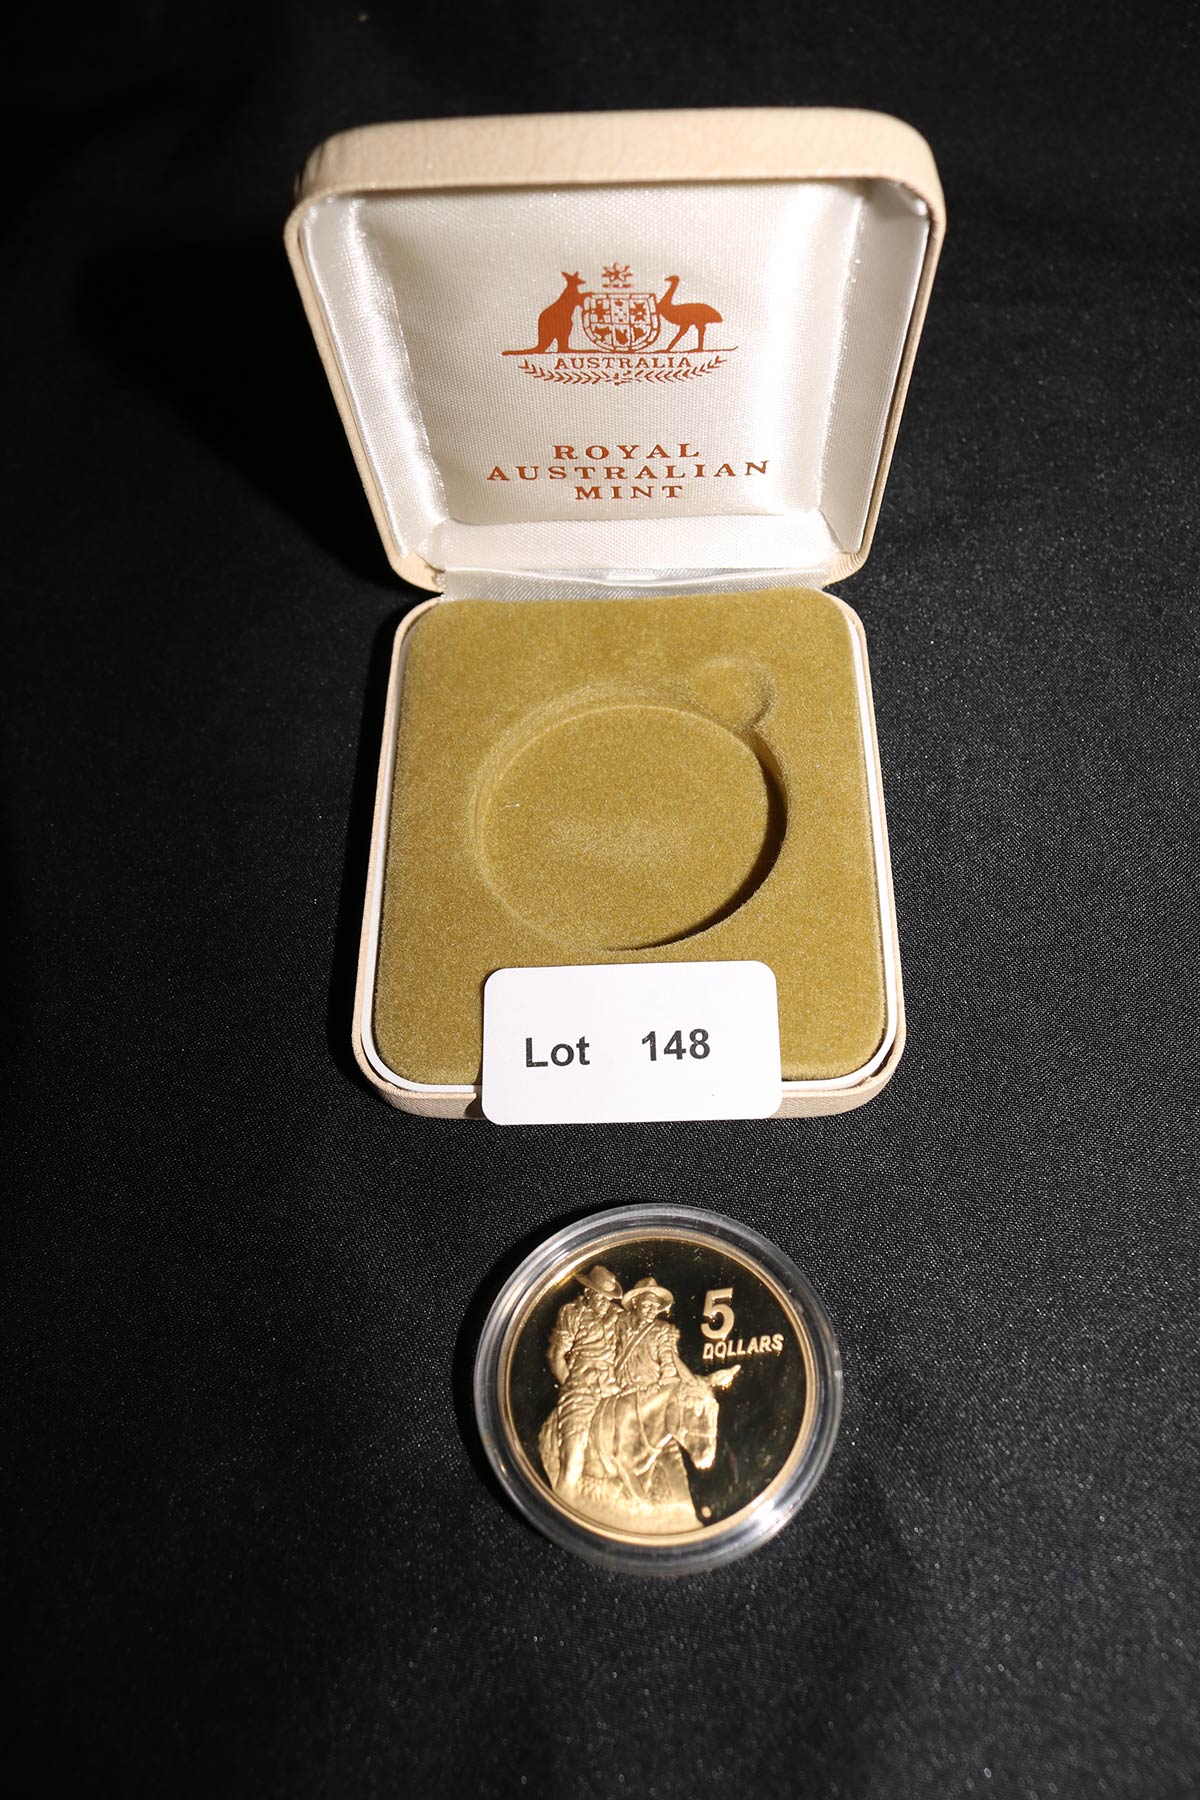 AUSTRALIA
ROYAL
AUSTRALIAN
MINT
Lot 148
5
DOLLARS